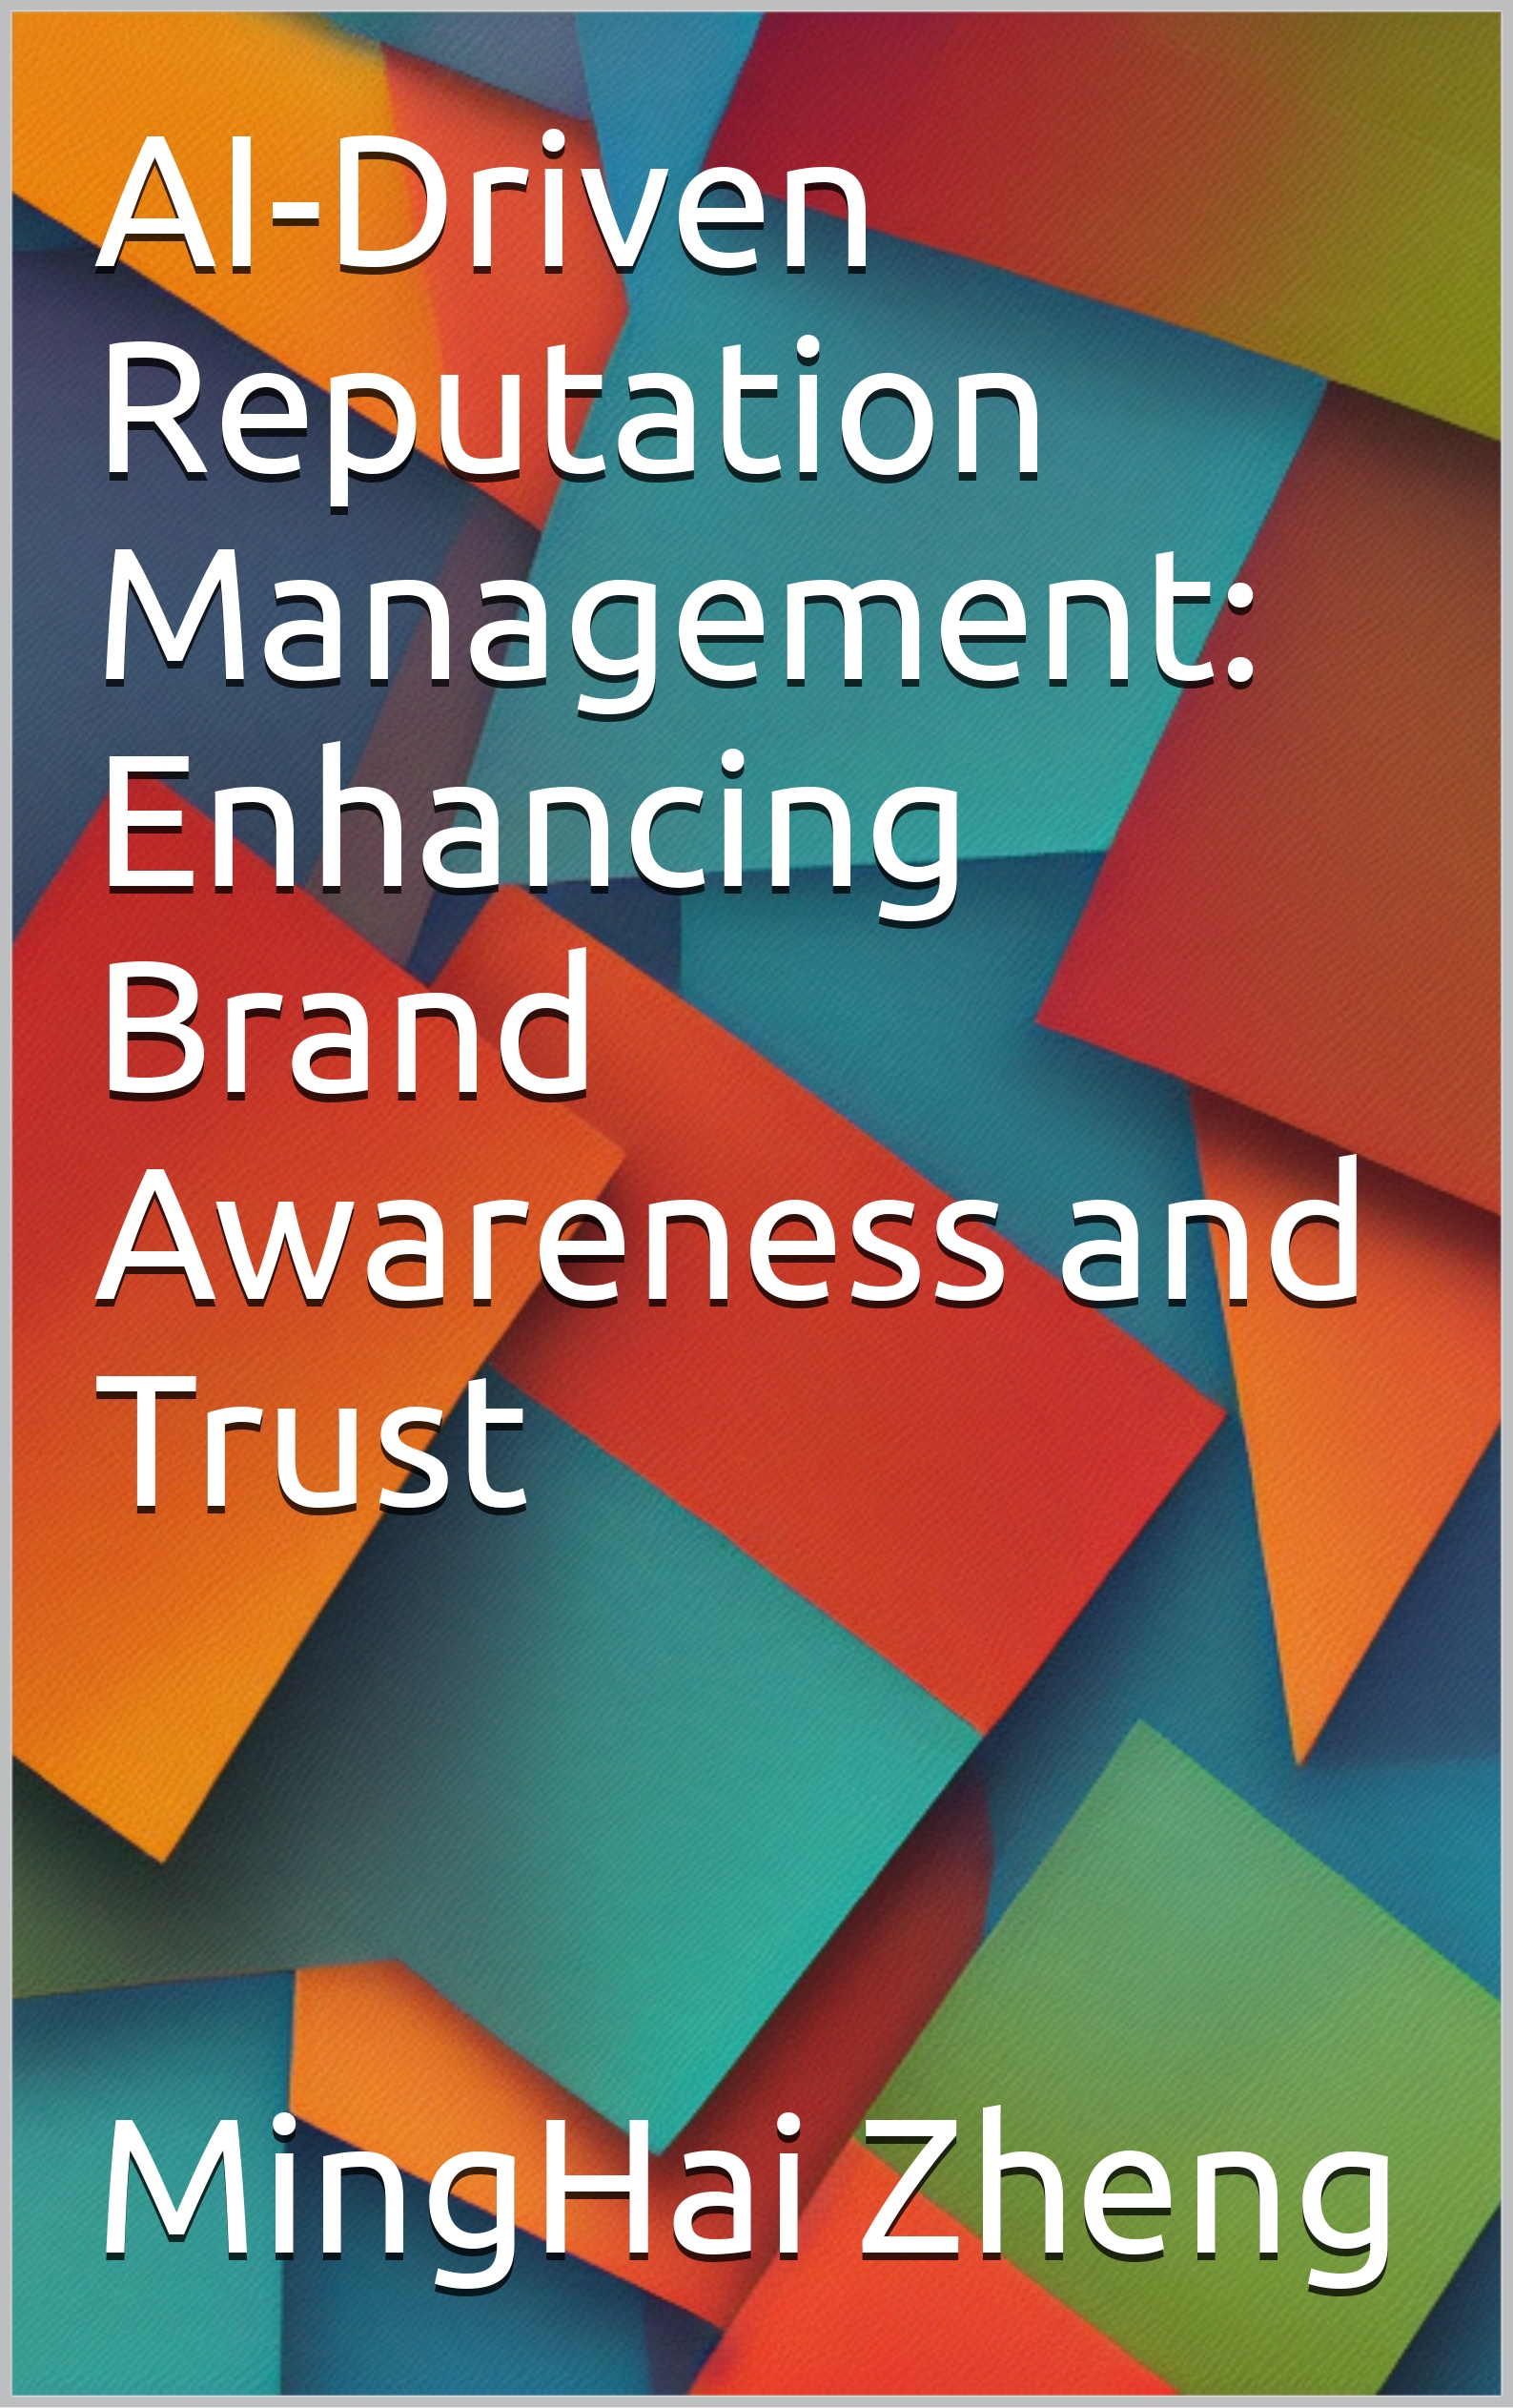 AI-Driven
Reputation
Management:
Enhancing
Brand
Awareness and
Trust
MingHai Zheng